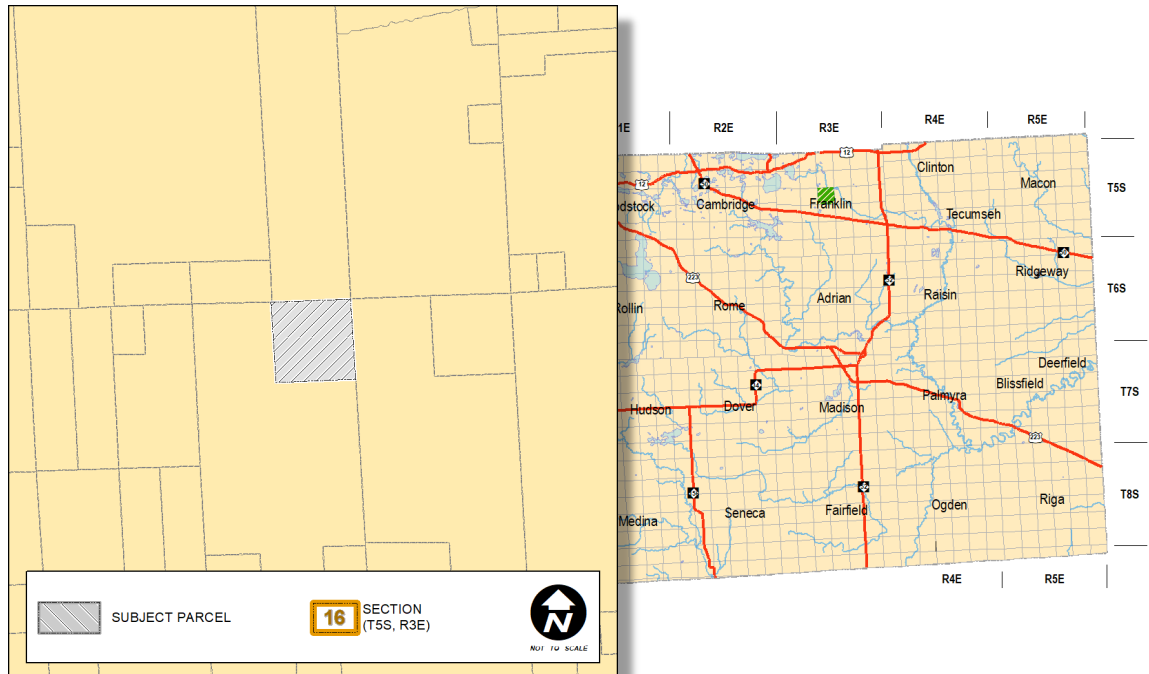 SUBJECT PARCEL
16
SECTION
(T5S, R3E)
N
NOT TO SCALE
1E
R2E
R3E
R4E
R5E
12
Clinton
12
Macon
T5S
dstock
Cambridge
Franklin
Tecumseh
Ridgeway
T6S
223
Rollin
Rome
Adrian
Raisin
Deerfield
Blissfield
T7S
Hudson
Dover
Madison
Palmyra
223
Medina
Seneca
Fairfield
Ogden
Riga
T8S
R4E
R5E